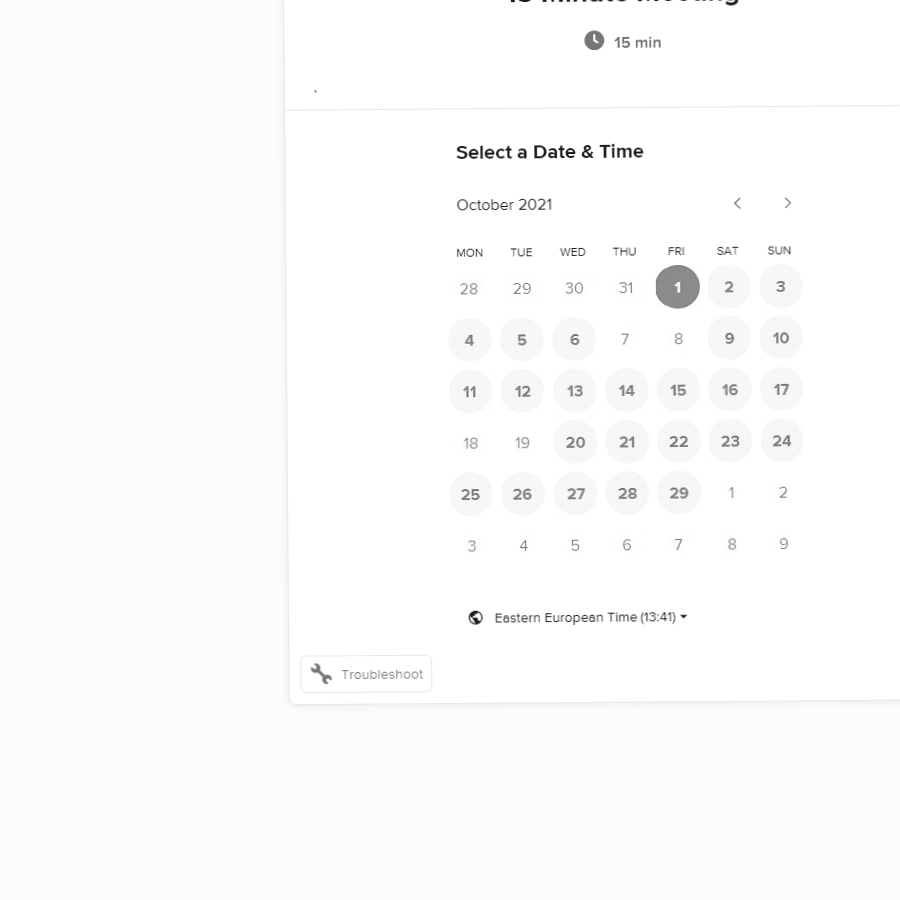 15 Minute Meeting
15 min
.
Select a Date & Time
October 2021
MON TUE WED THU FRI SAT SUN
28 29 30 31 1 2 3
4 5 6 7 8 9 10
11 12 13 14 15 16 17
18 19 20 21 22 23 24
25 26 27 28 29 1 2
3 4 5 6 7 8 9
Eastern European Time (13:41)
Troubleshoot